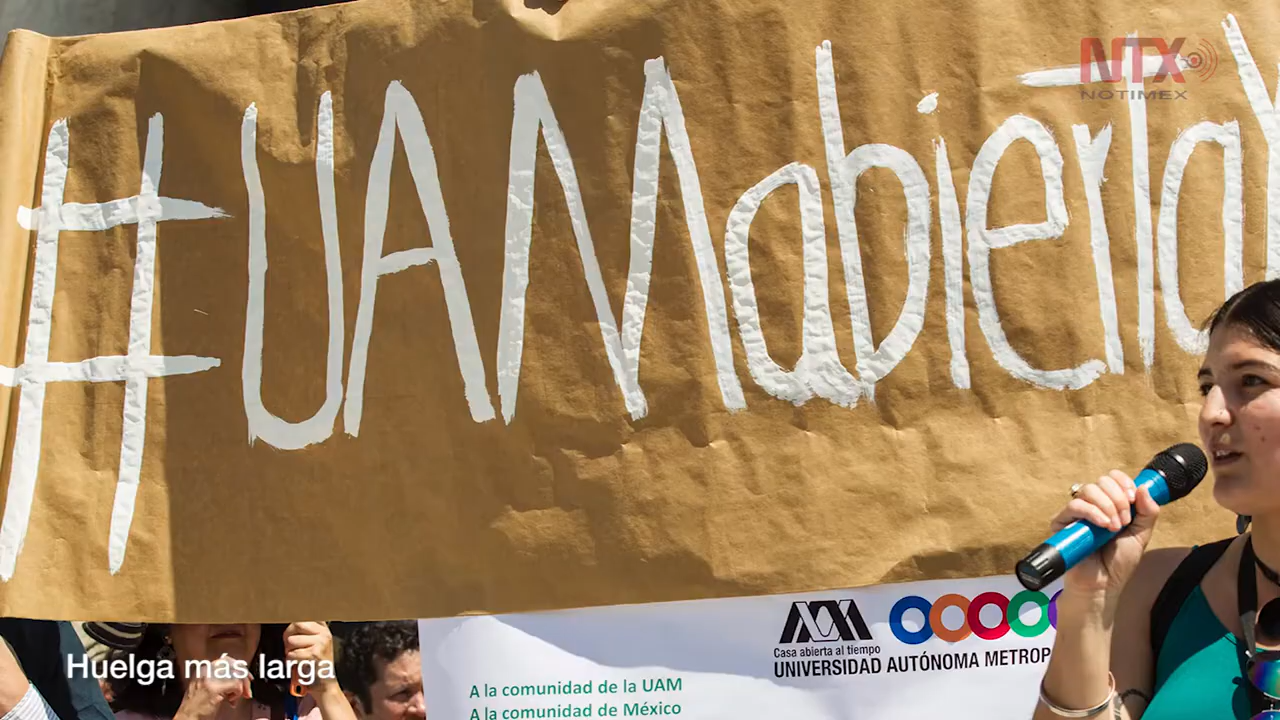 NTX
NOTIMEX
#UAMabiertaY
Casa abierta al tiempo
UNIVERSIDAD AUTÓNOMA METROP
A la comunidad de la UAM
A la comunidad de México
Huelga más larga